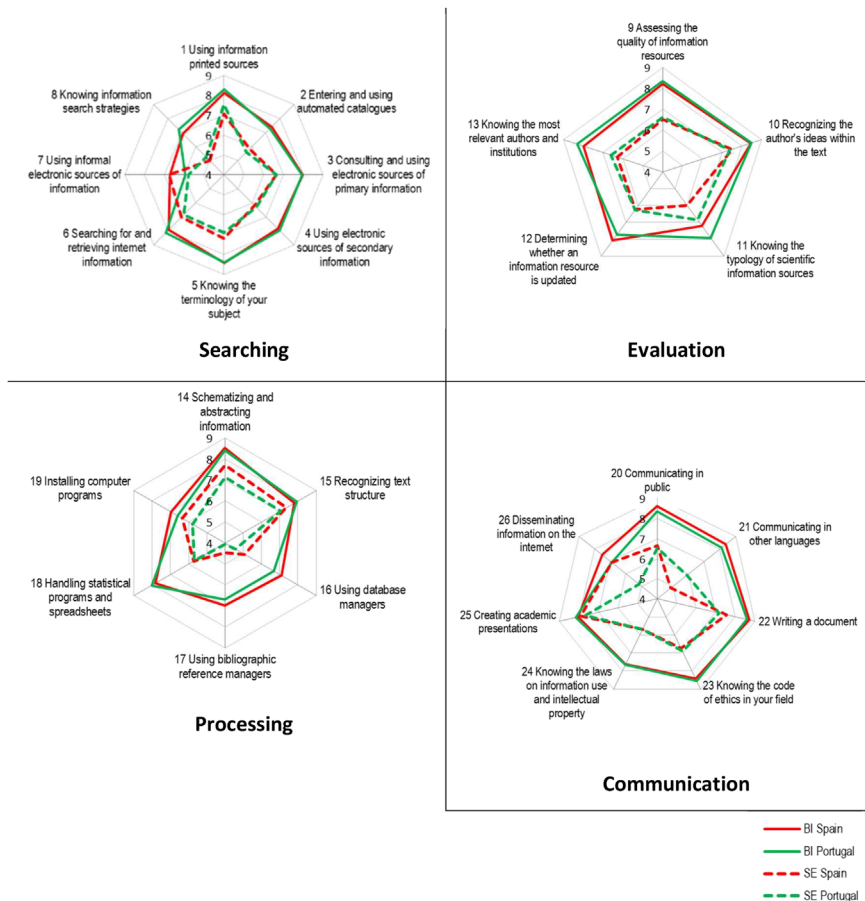 1 Using information
printed sources
9
8
7
6
5
4
2 Entering and using
automated catalogues
3 Consulting and using
electronic sources of
primary information
4 Using electronic
sources of secondary
information
5 Knowing the
terminology of your
subject
6 Searching for and
retrieving internet
information
7 Using informal
electronic sources of
information
8 Knowing information
search strategies
Searching
9 Assessing the
quality of information
resources
9
8
7
6
5
4
10 Recognizing the
author's ideas within
the text
11 Knowing the
typology of scientific
information sources
12 Determining
whether an
information resource
is updated
13 Knowing the most
relevant authors and
institutions
Evaluation
14 Schematizing and
abstracting
information
9
8
7
6
5
4
15 Recognizing text
structure
16 Using database
managers
17 Using bibliographic
reference managers
18 Handling statistical
programs and
spreadsheets
19 Installing computer
programs
Processing
20 Communicating in
public
9
8
7
6
5
4
21 Communicating in
other languages
22 Writing a document
23 Knowing the code
of ethics in your field
24 Knowing the laws
on information use
and intellectual
property
25 Creating academic
presentations
26 Disseminating
information on the
internet
Communication
BI Spain
BI Portugal
SE Spain
SE Portugal